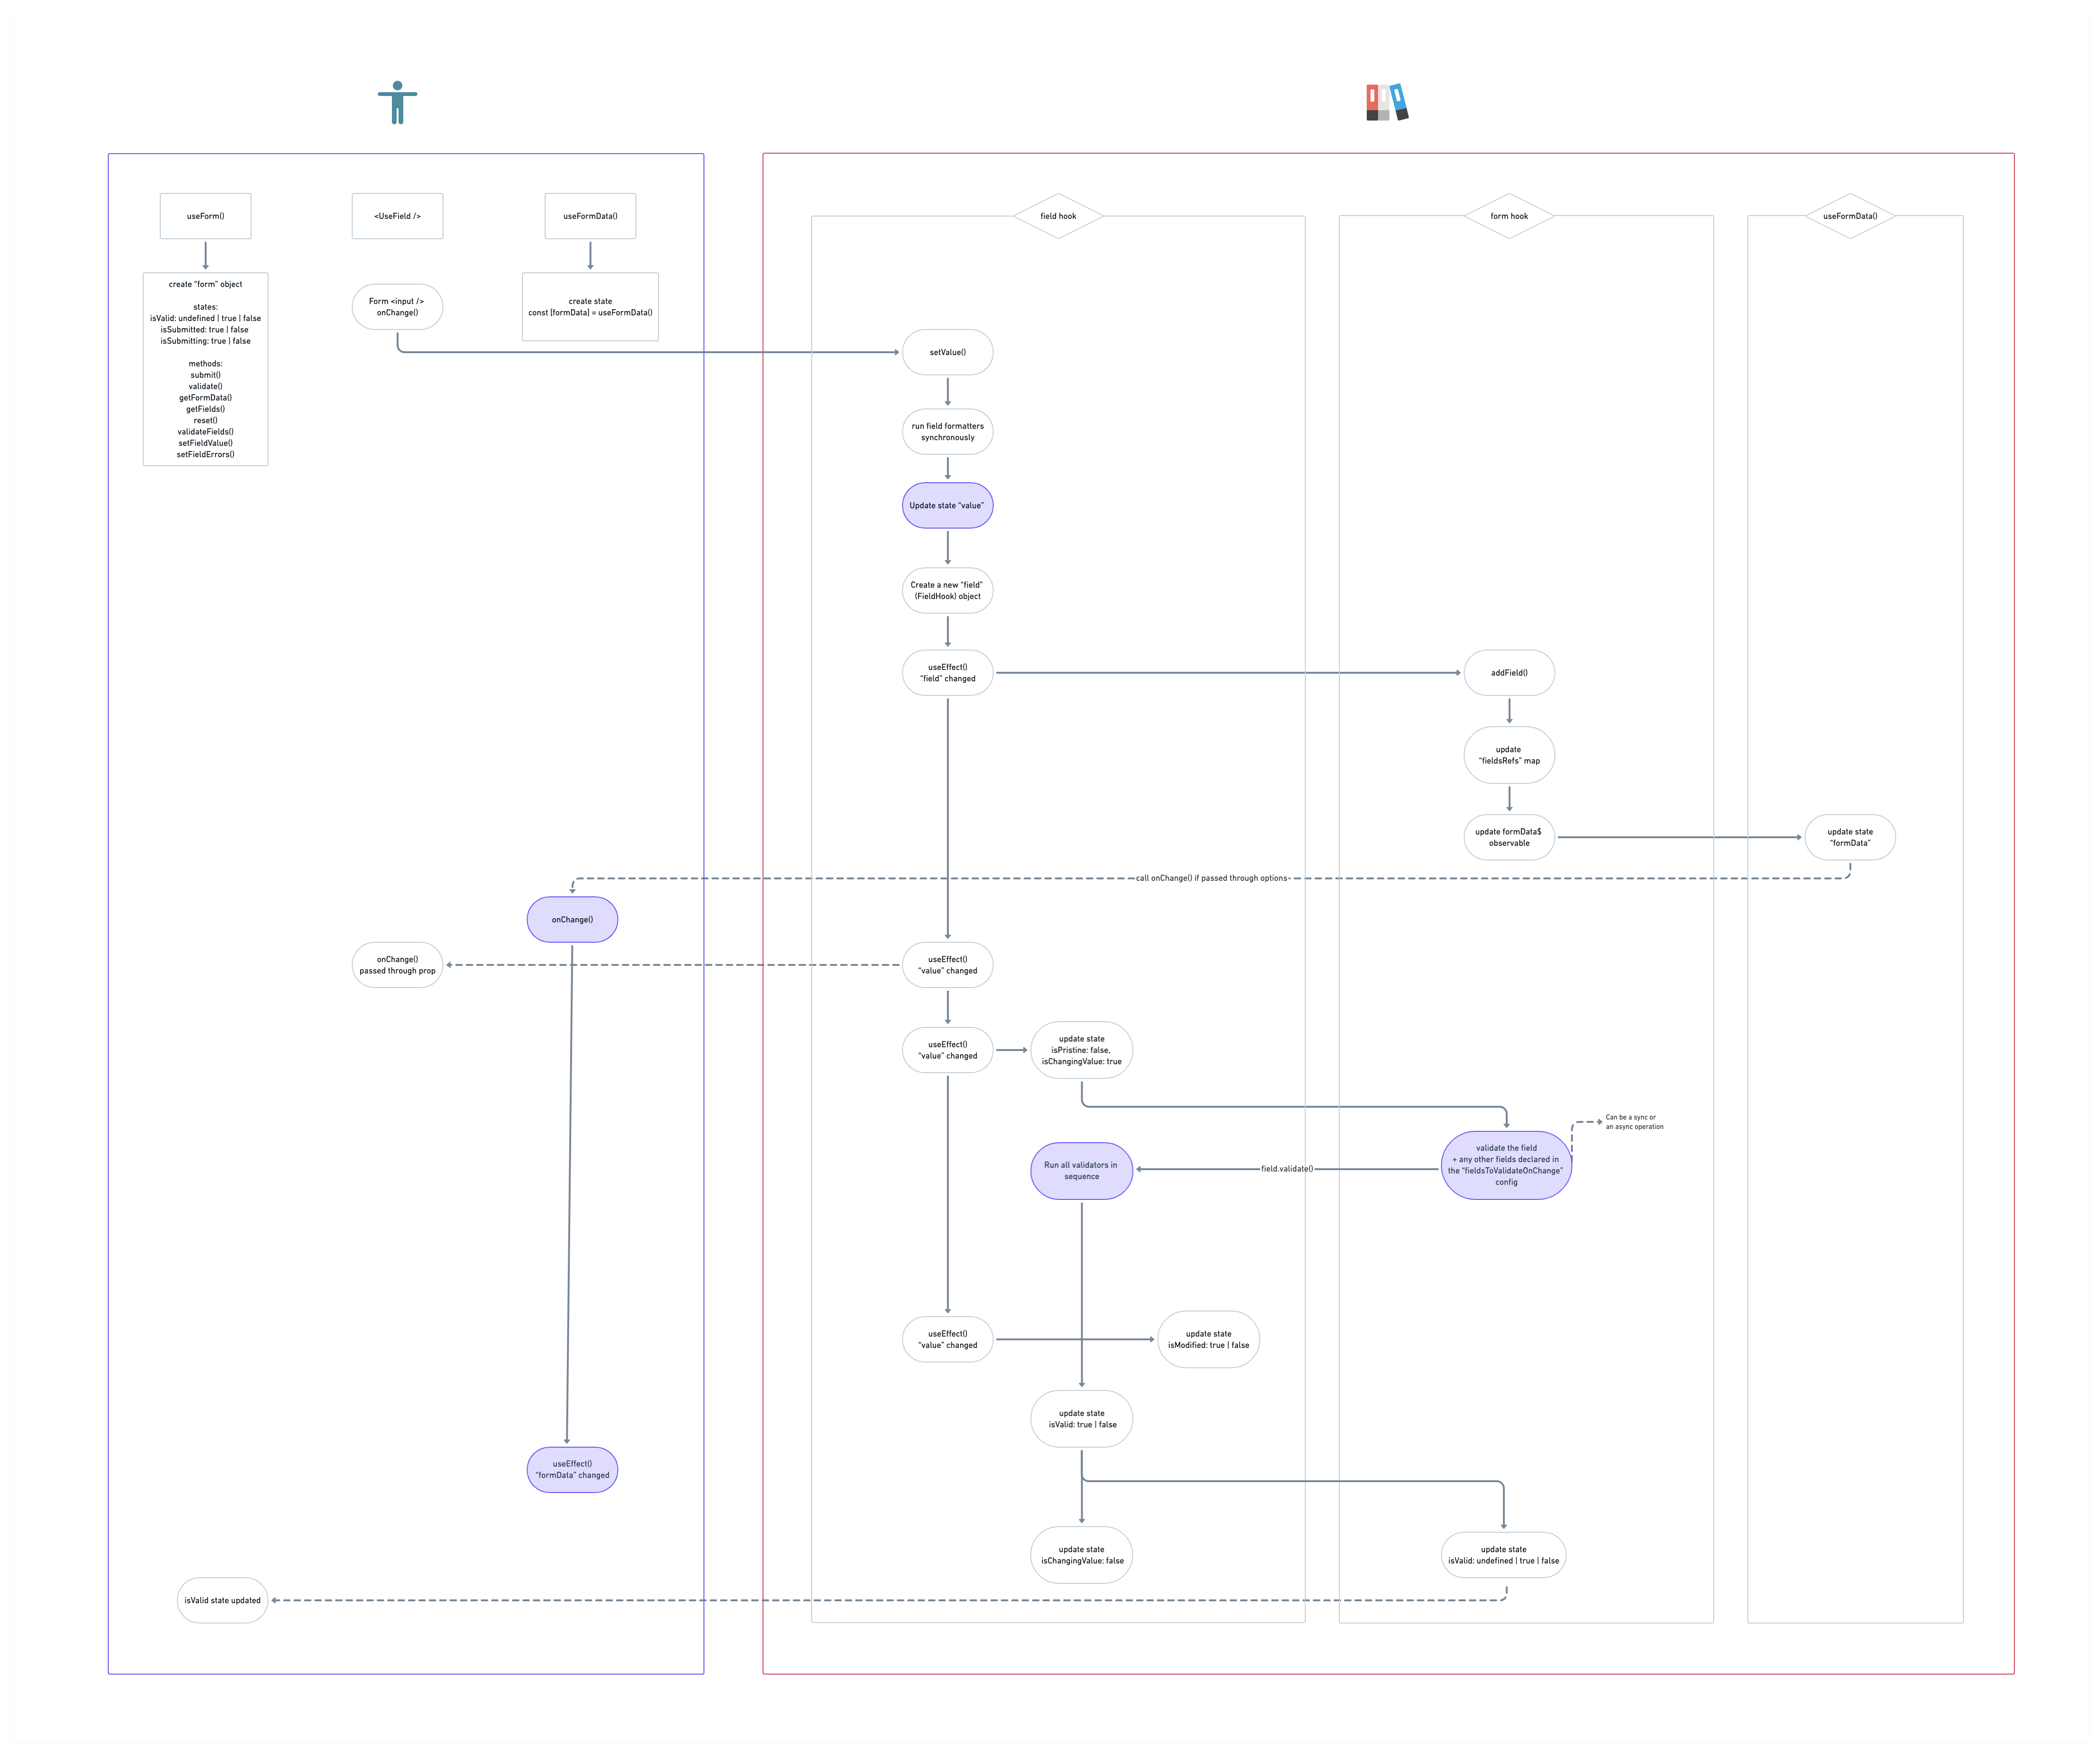 useForm()
<UseField />
useFormData()
field hook
form hook
useFormData()
create “form” object
states:
isValid: undefined | true | false
isSubmitted: true | false
isSubmitting: true | false
methods:
submit()
validate()
getFormData()
getFields()
reset()
validateFields()
setFieldValue()
setFieldErrors()
Form <input />
onChange()
create state
const [formData] = useFormData()
setValue()
run field formatters
synchronously
Update state “value”
Create a new “field”
(FieldHook) object
useEffect()
“field” changed
addField()
update
“fieldsRefs” map
update formData$
observable
update state
“formData”
call onChange() if passed through options
onChange()
onChange()
passed through prop
useEffect()
“value” changed
useEffect()
“value” changed
update state
isPristine: false,
isChangingValue: true
Can be a sync or
an async operation
validate the field
+ any other fields declared in
the “fieldsToValidateOnChange”
config
field.validate()
Run all validators in
sequence
useEffect()
“value” changed
update state
isModified: true | false
update state
isValid: true | false
useEffect()
“formData” changed
update state
isChangingValue: false
update state
isValid: undefined | true | false
isValid state updated